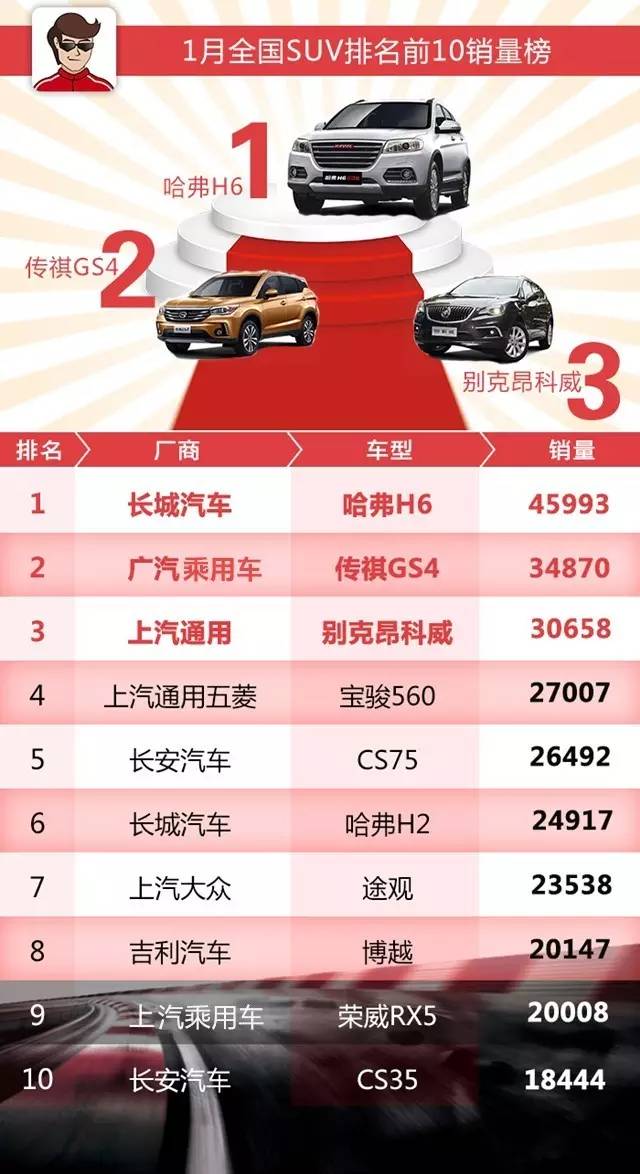 1月全国SUV排名前10销量榜
1
哈弗H6
2
传祺GS4
别克昂科威
3
排名 厂商 车型 销量
1 长城汽车 哈弗H6 45993
2 广汽乘用车 传祺GS4 34870
3 上汽通用 别克昂科威 30658
4 上汽通用五菱 宝骏560 27007
5 长安汽车 CS75 26492
6 长城汽车 哈弗H2 24917
7 上汽大众 途观 23538
8 吉利汽车 博越 20147
9 上汽乘用车 荣威RX5 20008
10 长安汽车 CS35 18444